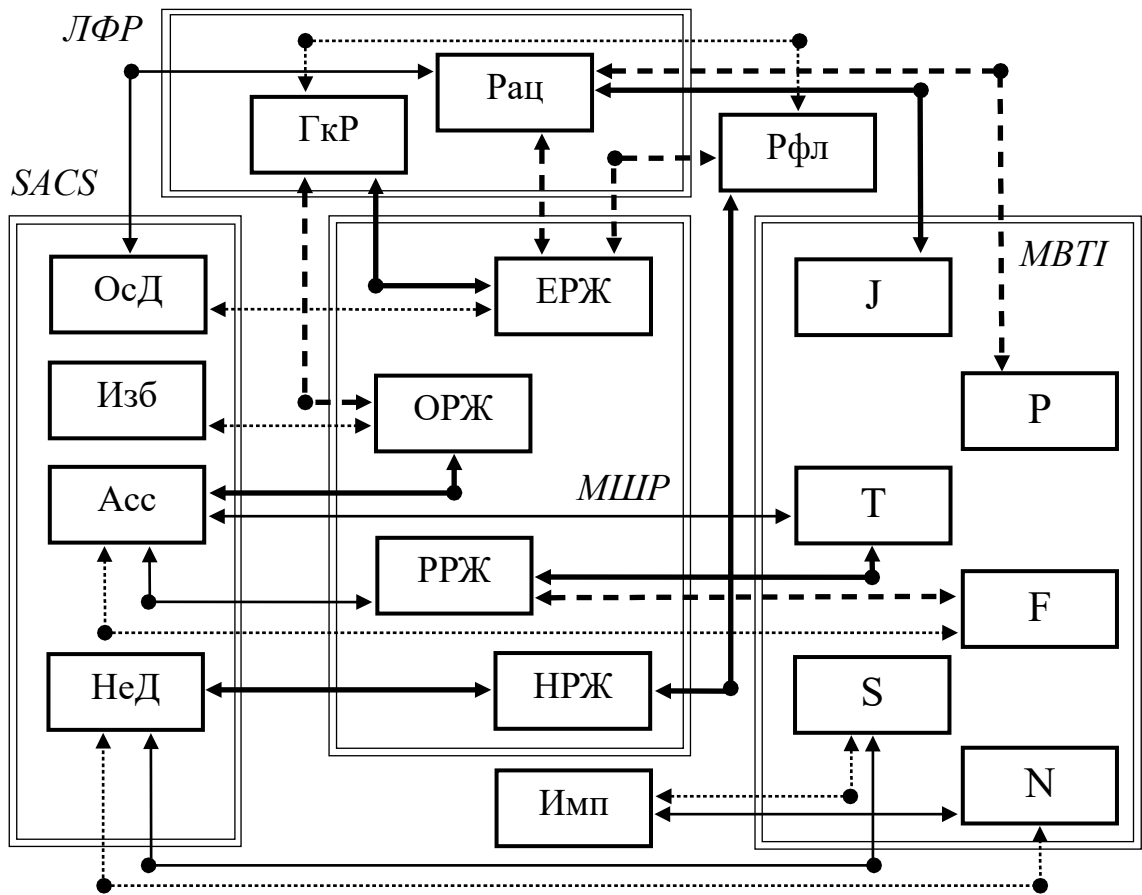 ЛФР
Рац
ГкР
Рфл
SACS
MBTI
ОсД
ЕРЖ
J
Изб
ОРЖ
P
Асс
МШР
T
РРЖ
F
НеД
НРЖ
S
Имп
N